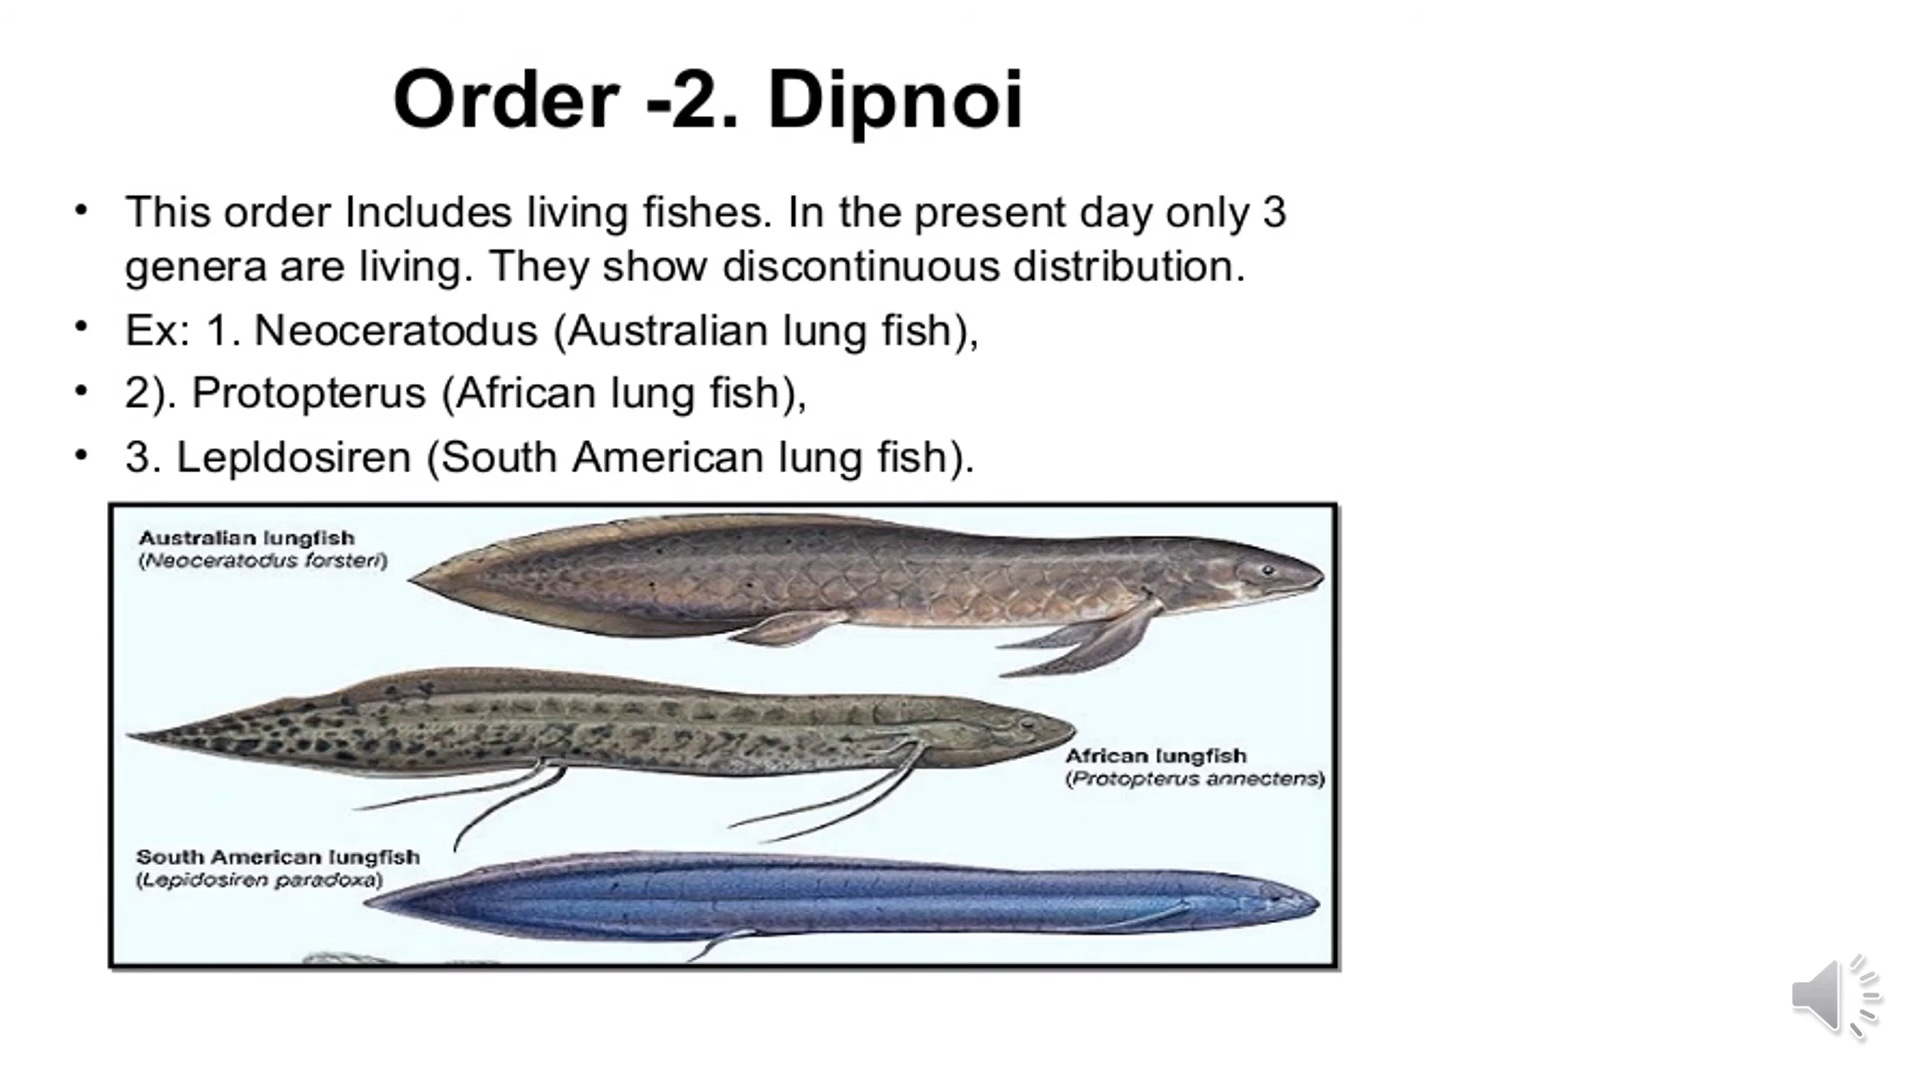 Order -2. Dipnoi
• This order Includes living fishes. In the present day only 3
genera are living. They show discontinuous distribution.
• Ex: 1. Neoceratodus (Australian lung fish),
• 2). Protopterus (African lung fish),
• 3. Lepldosiren (South American lung fish).
Australian lungfish
(Neoceratodus forsteri)
African lungfish
(Protopterus annectens)
South American lungfish
(Lepidosiren paradoxa)